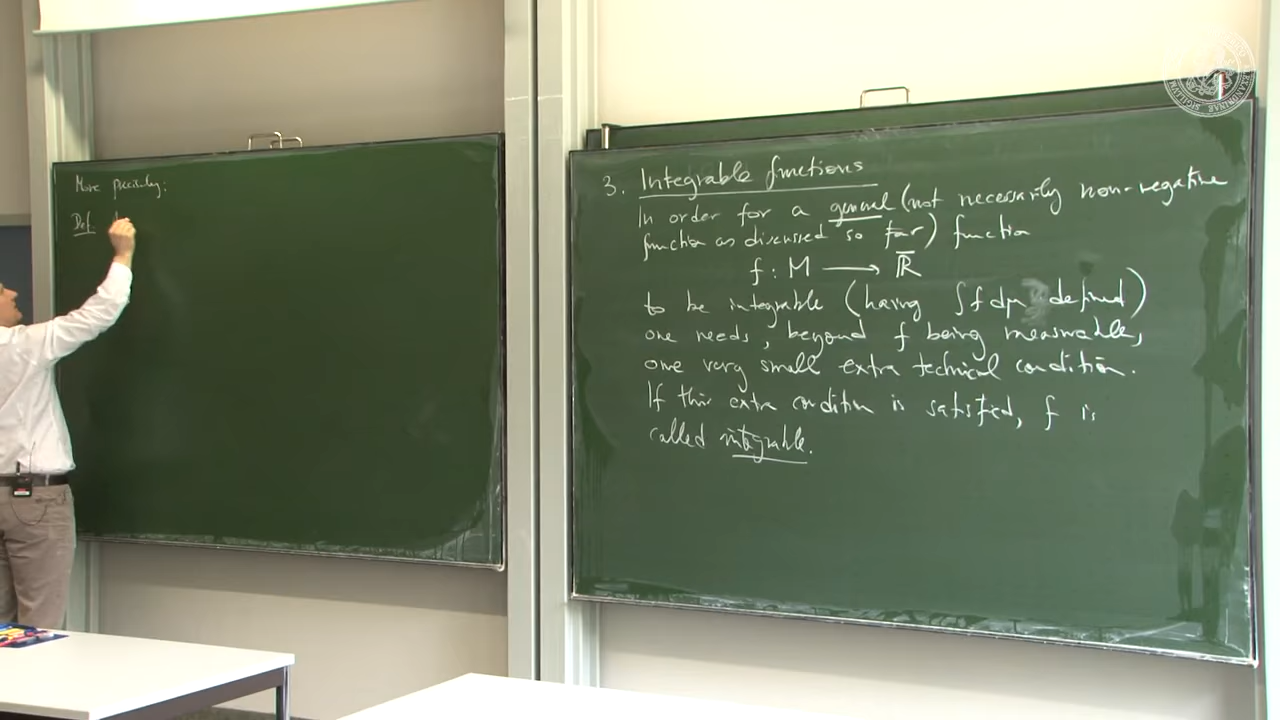 More precisely:
Def.
3. Integrable functions
In order for a general (not necessarily non-negative
function as discussed so far) function
f : M ⟶ R̅
to be integrable (having ∫f dμ defined)
one needs, beyond f being measurable,
one very small extra technical condition.
If this extra condition is satisfied, f is
called integrable.